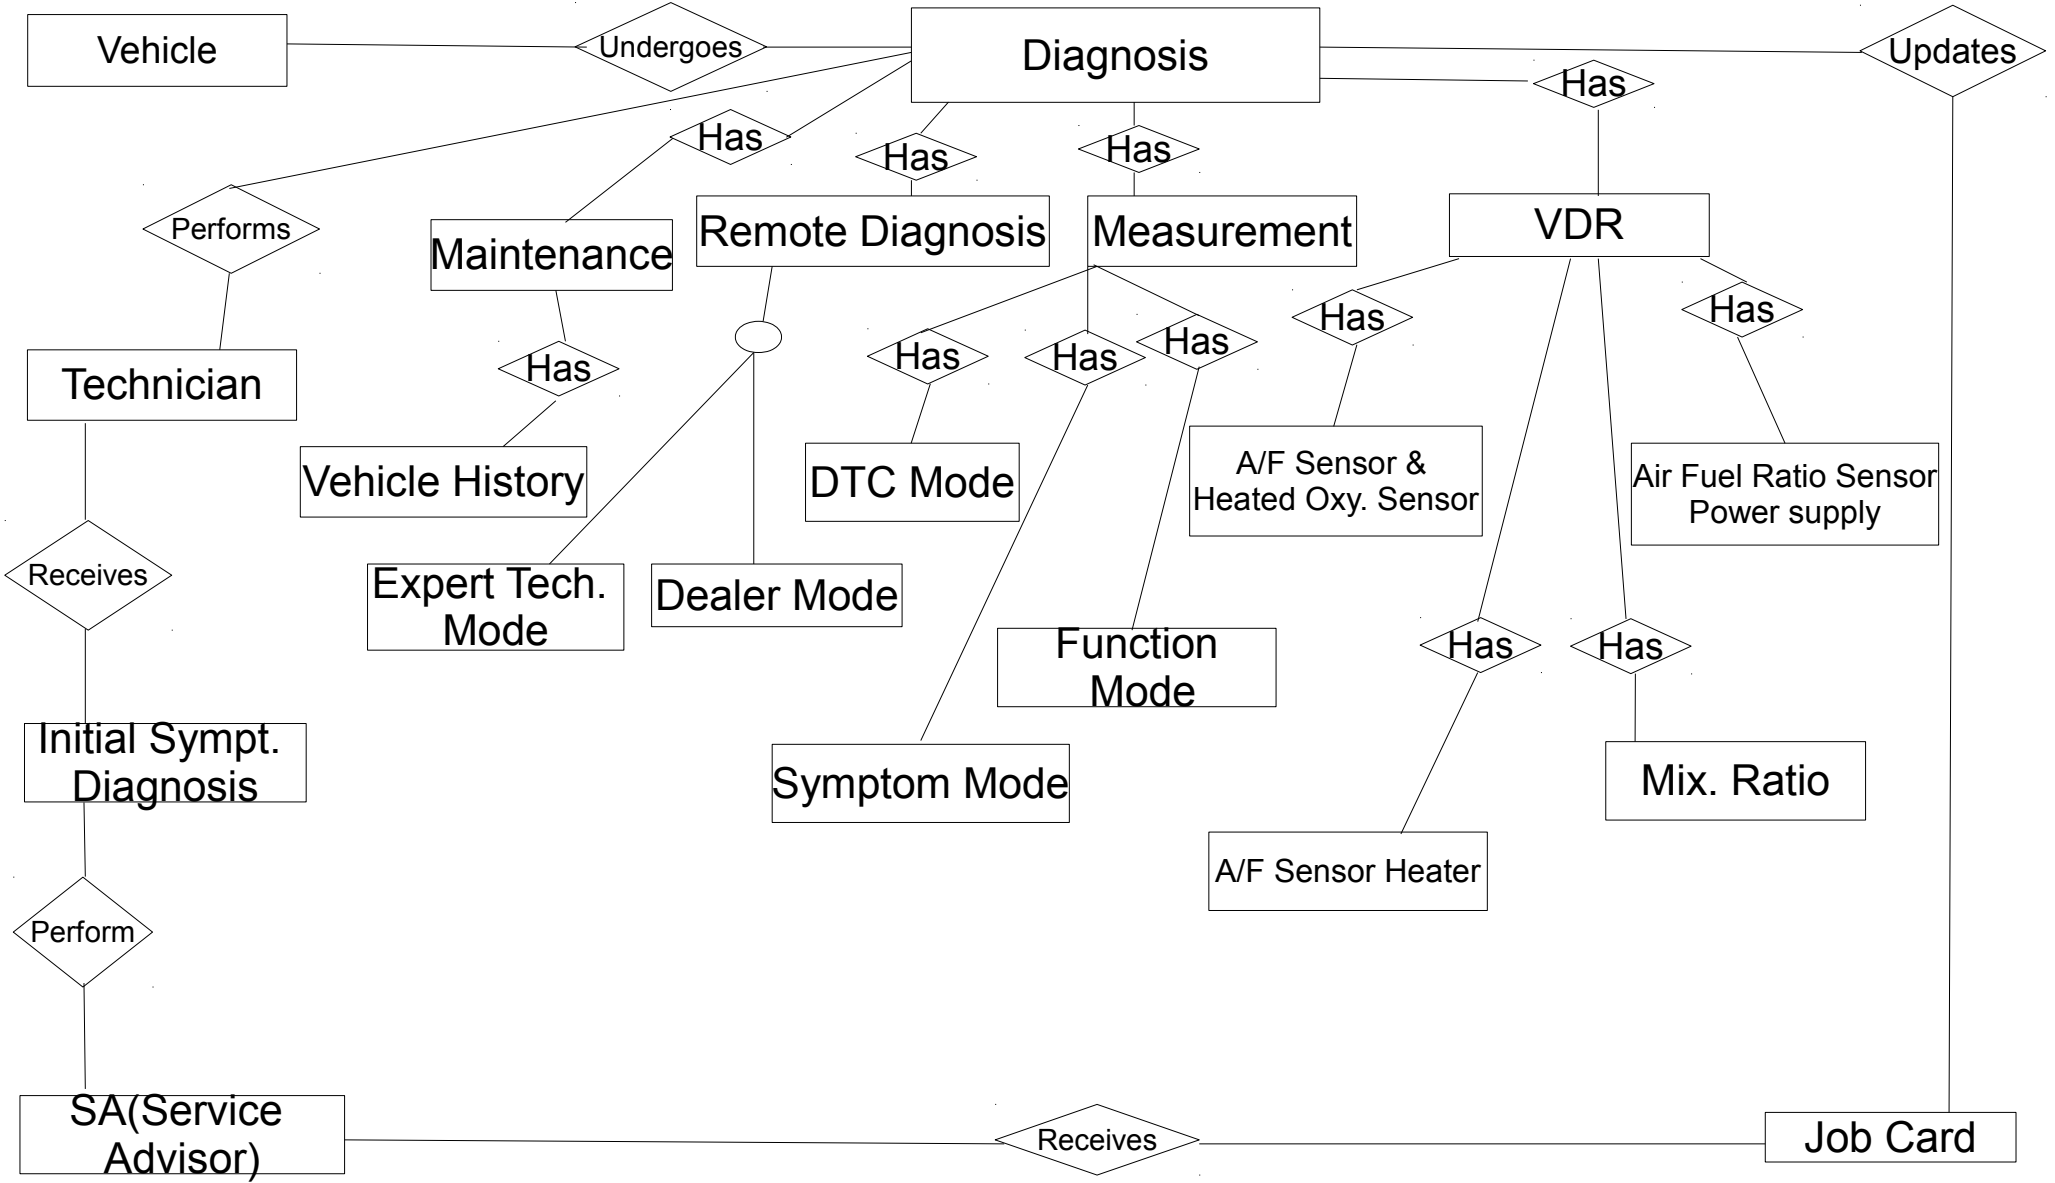 Vehicle
Undergoes
Diagnosis
Updates
Has
Has
Has
Has
Performs
Maintenance
Remote Diagnosis
Measurement
VDR
Has
Has
Has
Has
Has
Has
Technician
Has
Vehicle History
DTC Mode
A/F Sensor &
Heated Oxy. Sensor
Air Fuel Ratio Sensor
Power supply
Receives
Expert Tech.
Mode
Dealer Mode
Function
Mode
Has
Has
Initial Sympt.
Diagnosis
Symptom Mode
Mix. Ratio
A/F Sensor Heater
Perform
SA(Service
Advisor)
Receives
Job Card